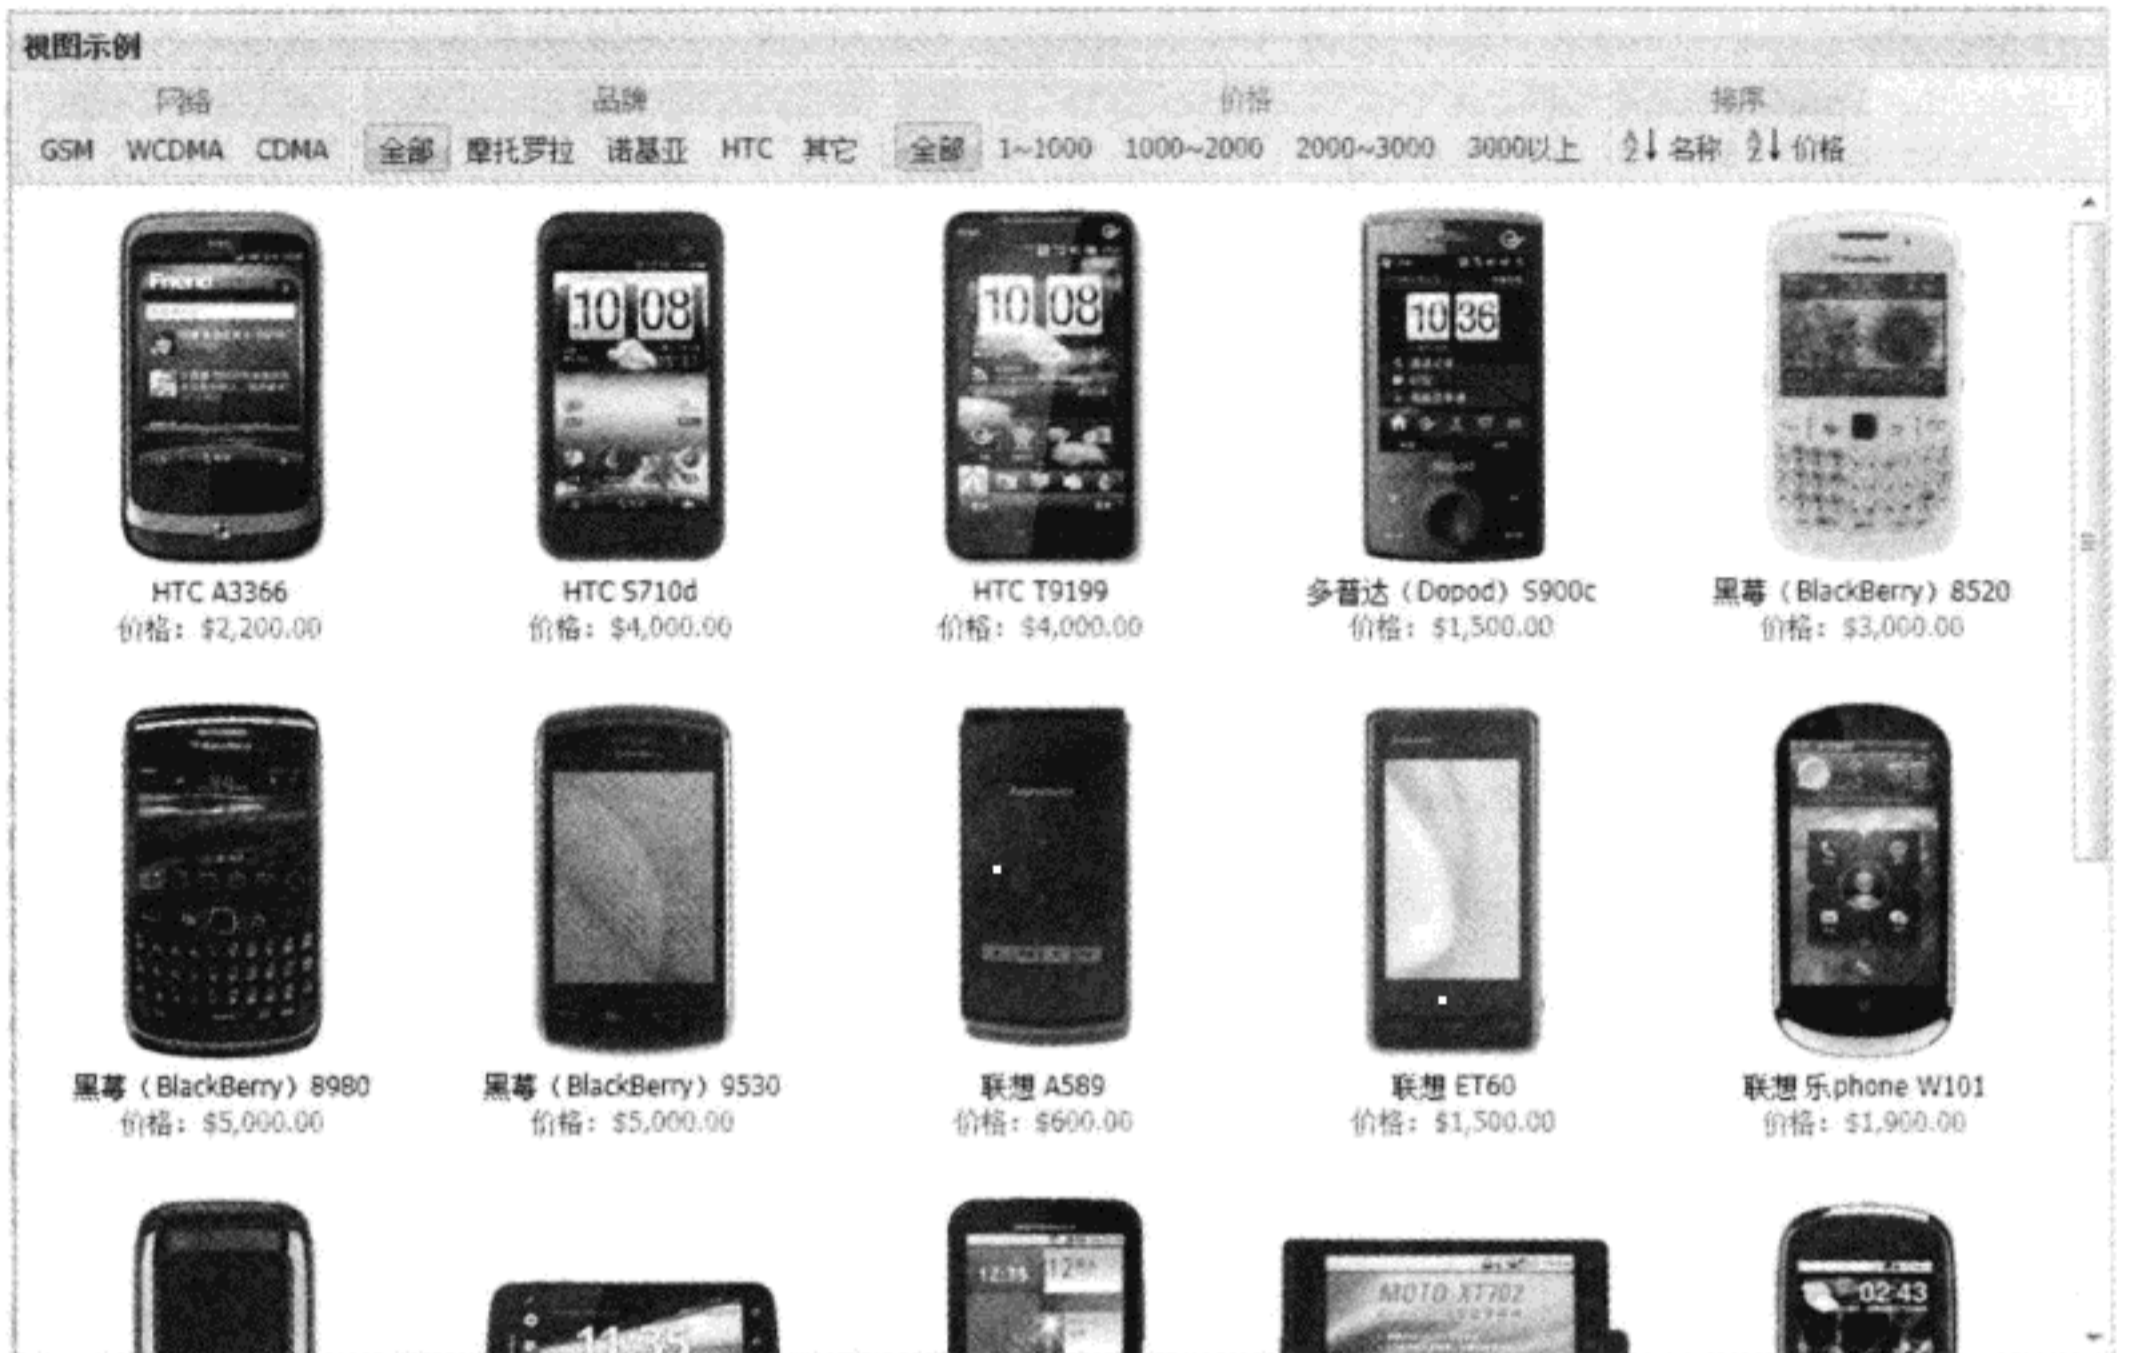 视图示例
网络 品牌 价格 排序
GSM WCDMA CDMA 全部 摩托罗拉 诺基亚 HTC 其它 全部 1~1000 1000~2000 2000~3000 3000以上 名称 价格
Friend
10 08
10 08
10 36
HTC A3366 HTC S710d HTC T9199 多普达（Dopod）S900c 黑莓（BlackBerry）8520
价格：$2,200.00 价格：$4,000.00 价格：$4,000.00 价格：$1,500.00 价格：$3,000.00
黑莓（BlackBerry）8980 黑莓（BlackBerry）9530 联想 A589 联想 ET60 联想 乐phone W101
价格：$5,000.00 价格：$5,000.00 价格：$600.00 价格：$1,500.00 价格：$1,900.00
12:35
MOTO XT702
02:43
11:35